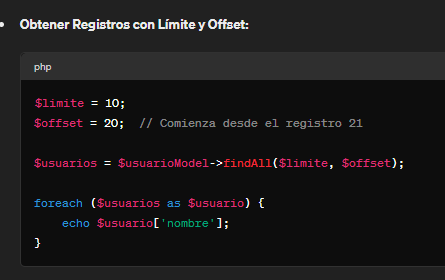 Obtener Registros con Límite y Offset:
php
$limite = 10;
$offset = 20;  // Comienza desde el registro 21
$usuarios = $usuarioModel->findAll($limite, $offset);
foreach ($usuarios as $usuario) {
    echo $usuario['nombre'];
}